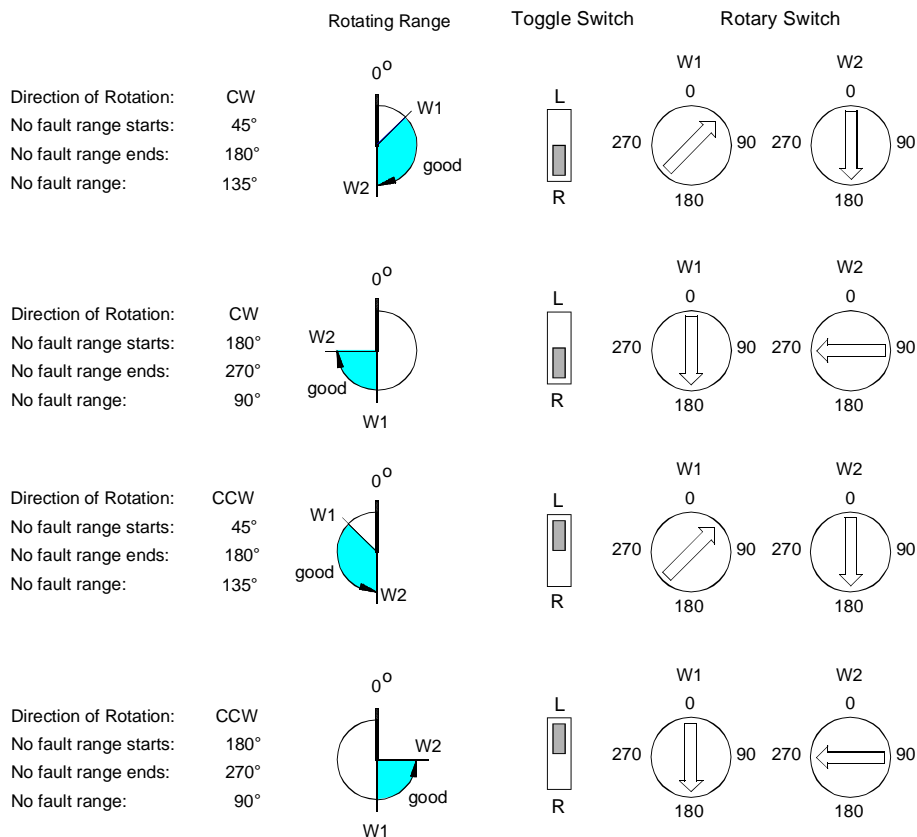 Rotating Range Toggle Switch Rotary Switch
W1 W2
0° L 0 0
Direction of Rotation: CW W1
No fault range starts: 45°
No fault range ends: 180° 270 90 270 90
good
No fault range: 135° W2
R 180 180
W1 W2
0° L 0 0
Direction of Rotation: CW
No fault range starts: 180° W2
No fault range ends: 270° 270 90 270 90
good
No fault range: 90°
W1 R 180 180
W1 W2
0° L 0 0
Direction of Rotation: CCW
No fault range starts: 45° W1
No fault range ends: 180° 270 90 270 90
good
No fault range: 135° W2
R 180 180
W1 W2
0° L 0 0
Direction of Rotation: CCW
No fault range starts: 180° W2
No fault range ends: 270° 270 90 270 90
good
No fault range: 90°
W1 R 180 180